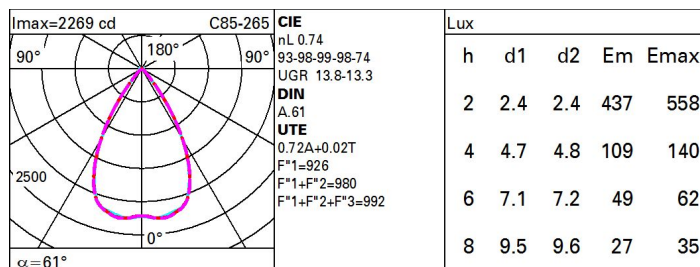 Imax=2269 cd C85-265
90° 180° 90°
2500
0°
α=61°
CIE
nL 0.74
93-98-99-98-74
UGR 13.8-13.3
DIN
A.61
UTE
0.72A+0.02T
F"1=926
F"1+F"2=980
F"1+F"2+F"3=992
Lux
h d1 d2 Em Emax
2 2.4 2.4 437 558
4 4.7 4.8 109 140
6 7.1 7.2 49 62
8 9.5 9.6 27 35